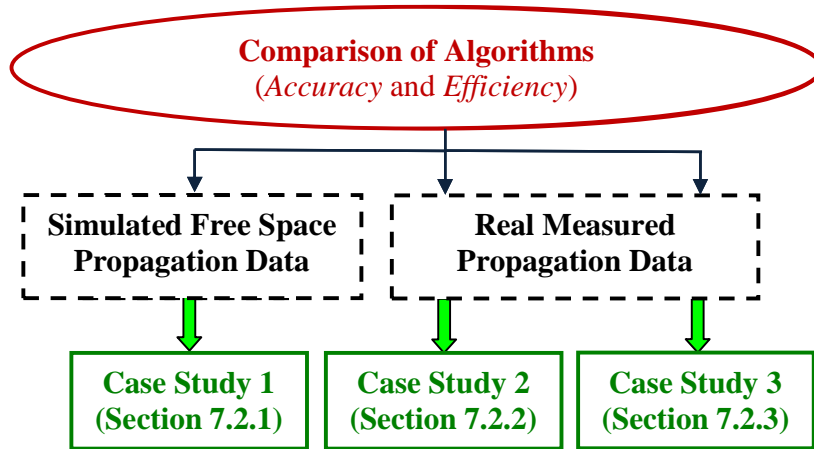 Comparison of Algorithms
(Accuracy and Efficiency)
Simulated Free Space
Propagation Data
Real Measured
Propagation Data
Case Study 1
(Section 7.2.1)
Case Study 2
(Section 7.2.2)
Case Study 3
(Section 7.2.3)